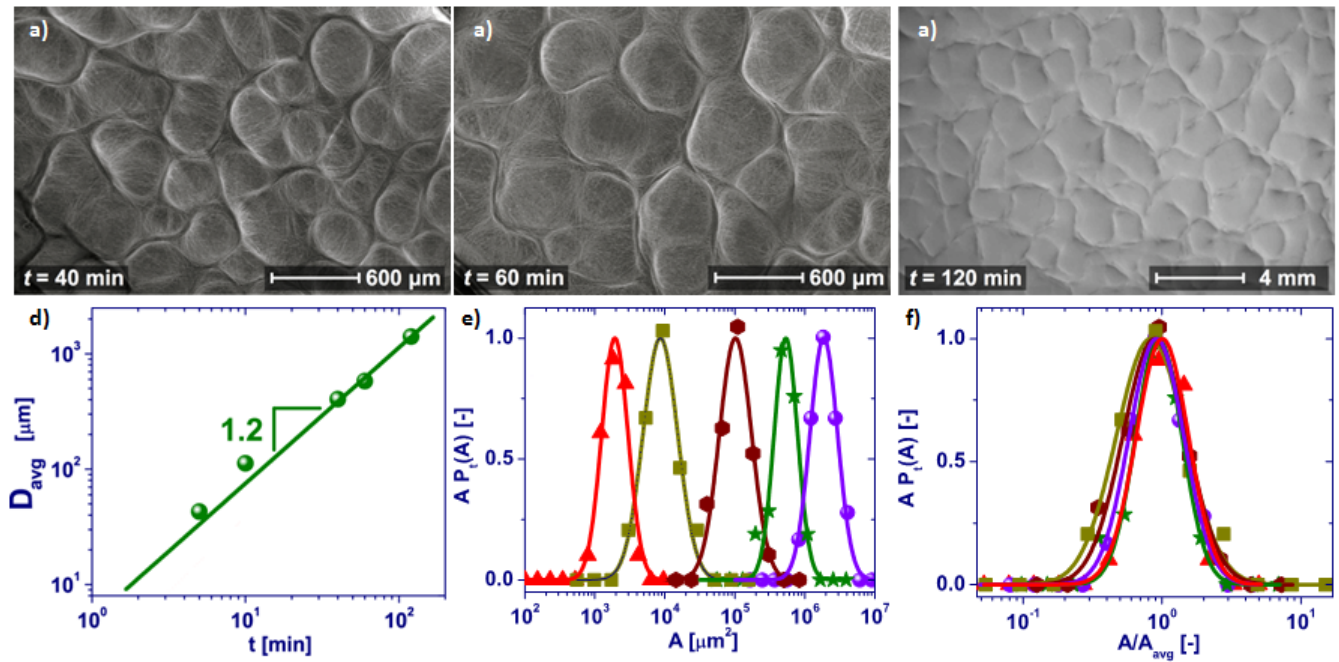 a)
t = 40 min
600 μm
a)
t = 60 min
600 μm
a)
t = 120 min
4 mm
d)
D_avg [μm]
10³
10²
10¹
1.2
10⁰
10¹
10²
t [min]
e)
A P_t(A) [-]
1.0
0.5
0.0
10²
10³
10⁴
10⁵
10⁶
10⁷
A [μm²]
f)
A P_t(A) [-]
1.0
0.5
0.0
10⁻¹
10⁰
10¹
A/A_avg [-]